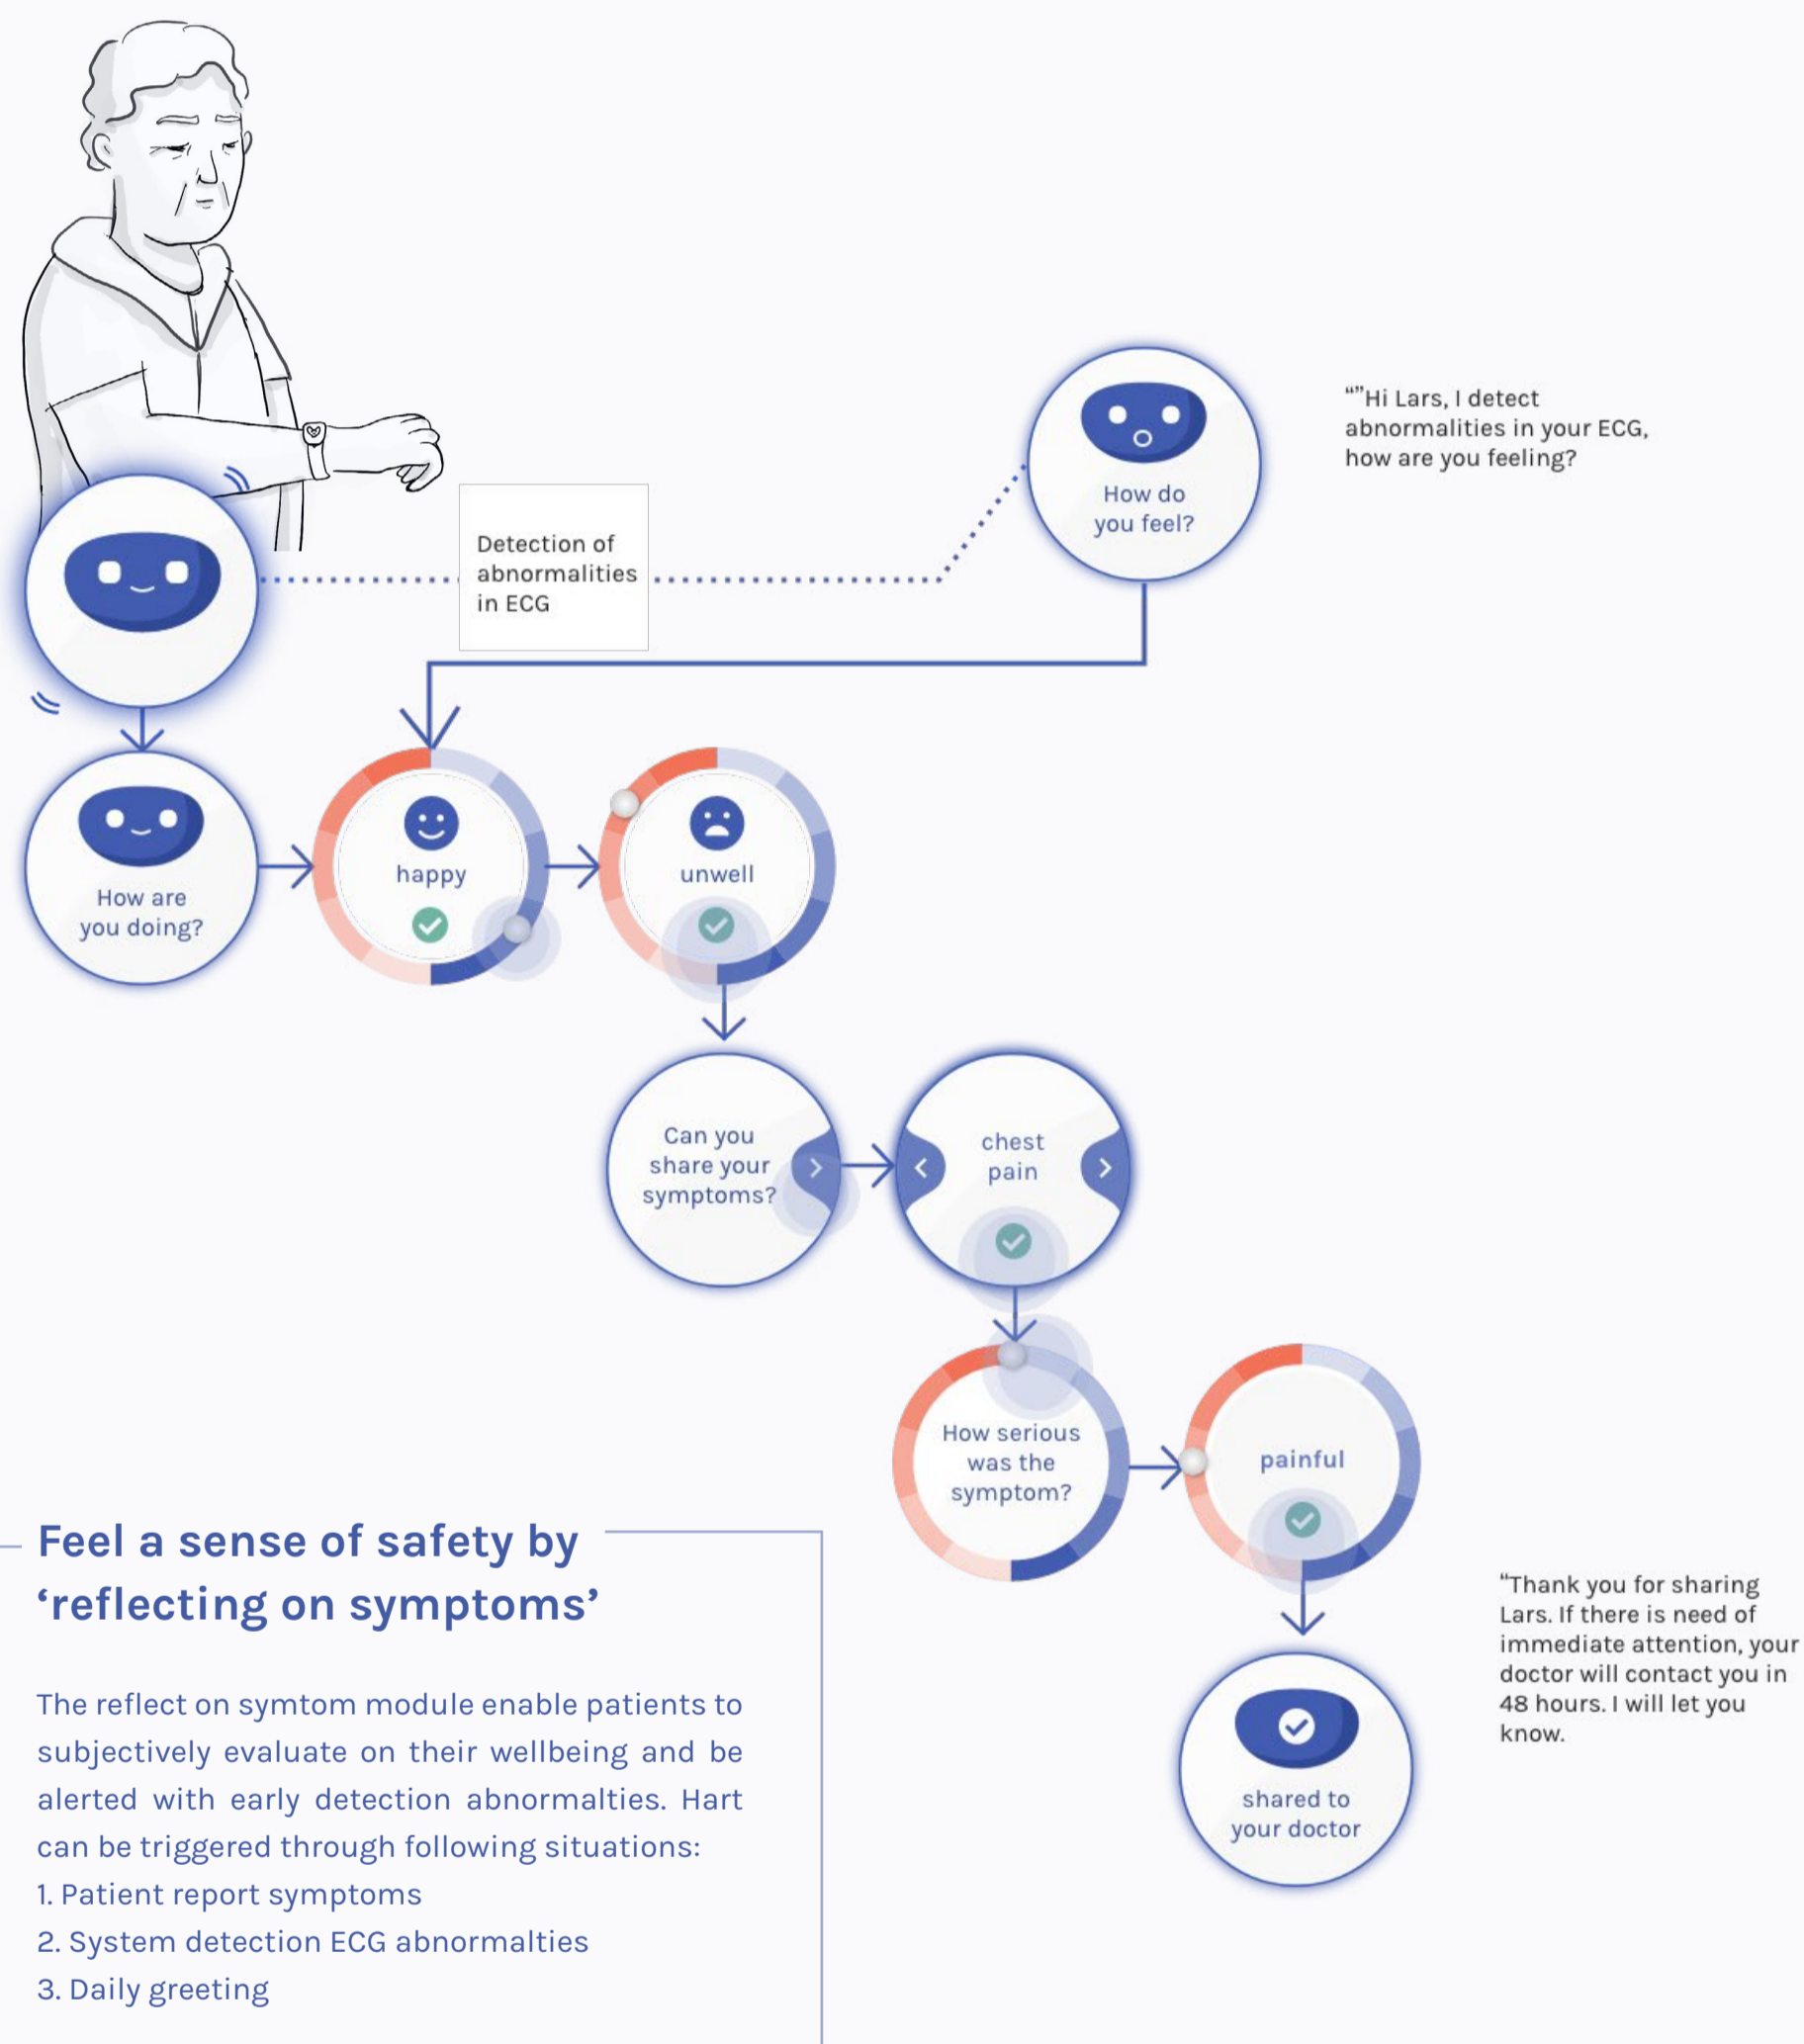 “”Hi Lars, I detect
abnormalities in your ECG,
how are you feeling?
How do
you feel?
Detection of
abnormalities
in ECG
How are
you doing?
happy
unwell
Can you
share your
symptoms?
chest
pain
How serious
was the
symptom?
painful
“Thank you for sharing
Lars. If there is need of
immediate attention, your
doctor will contact you in
48 hours. I will let you
know.
shared to
your doctor
Feel a sense of safety by
‘reflecting on symptoms’
The reflect on symtom module enable patients to
subjectively evaluate on their wellbeing and be
alerted with early detection abnormalties. Hart
can be triggered through following situations:
1. Patient report symptoms
2. System detection ECG abnormalties
3. Daily greeting